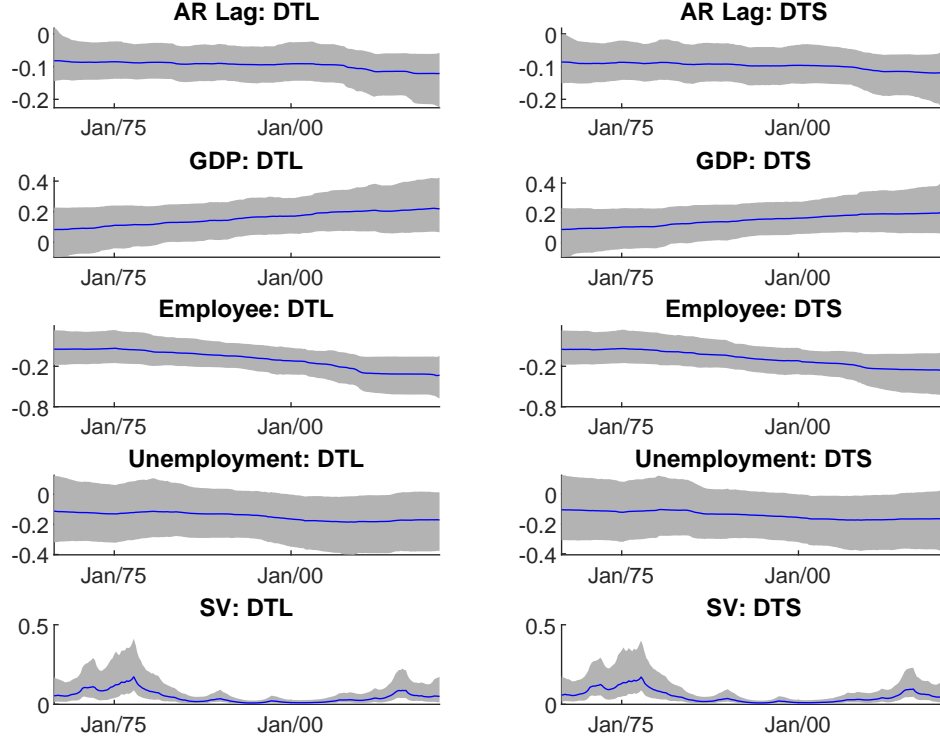 AR Lag: DTL
0
-0.1
-0.2
Jan/75 Jan/00
AR Lag: DTS
0
-0.1
-0.2
Jan/75 Jan/00
GDP: DTL
0.4
0.2
0
Jan/75 Jan/00
GDP: DTS
0.4
0.2
0
Jan/75 Jan/00
Employee: DTL
-0.2
-0.8
Jan/75 Jan/00
Employee: DTS
-0.2
-0.8
Jan/75 Jan/00
Unemployment: DTL
0
-0.2
-0.4
Jan/75 Jan/00
Unemployment: DTS
0
-0.2
-0.4
Jan/75 Jan/00
SV: DTL
0.5
0
Jan/75 Jan/00
SV: DTS
0.5
0
Jan/75 Jan/00